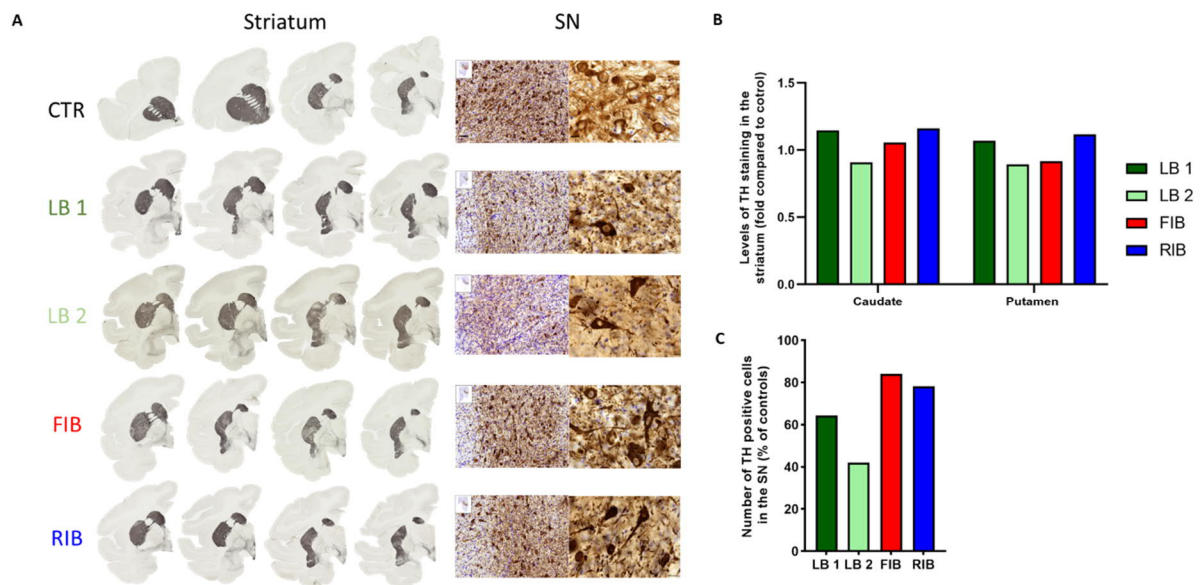 A
Striatum
SN
CTR
LB 1
LB 2
FIB
RIB
B
Levels of TH staining in the
striatum (fold compared to cotrol)
1.5
1.0
0.5
0.0
Caudate
Putamen
LB 1
LB 2
FIB
RIB
C
Number of TH positive cells
in the SN (% of controls)
100
80
60
40
20
0
LB 1 LB 2 FIB RIB